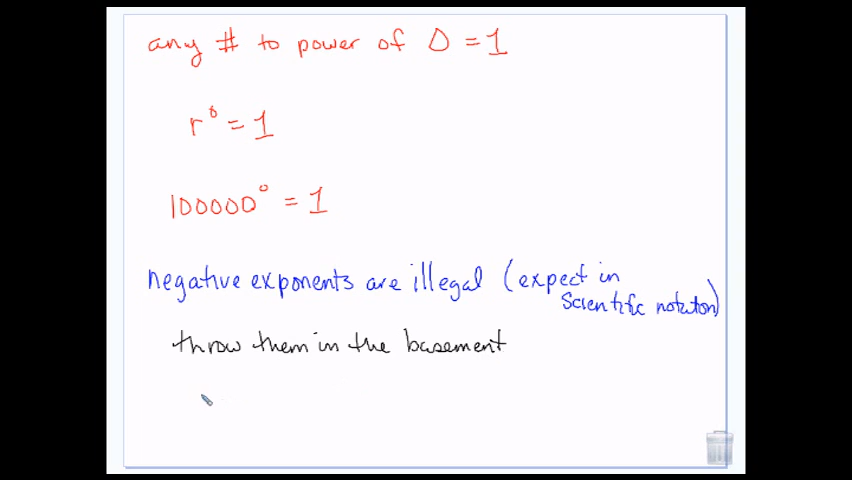 any # to power of 0 = 1
r⁰ = 1
100000⁰ = 1
negative exponents are illegal (expect in
Scientific notation)
throw them in the basement